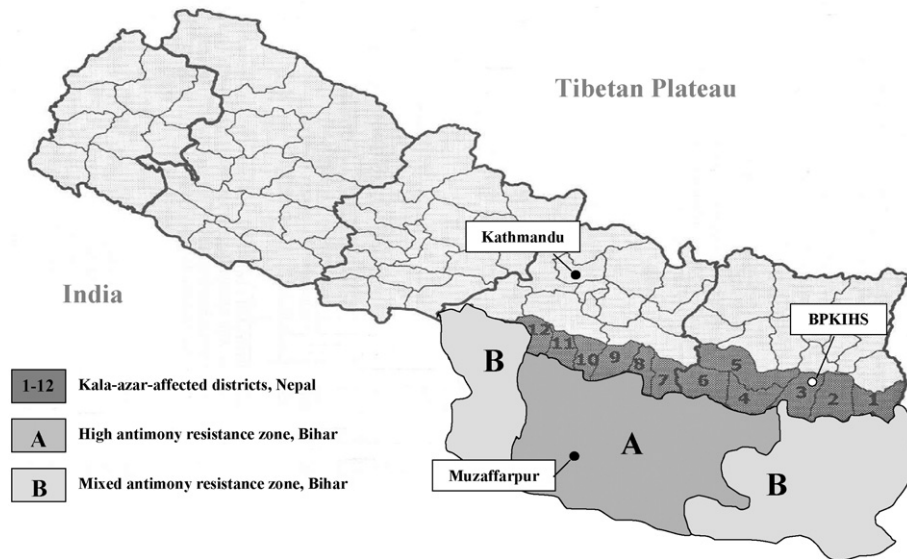 Tibetan Plateau
Kathmandu
India
BPKIHS
12
11
10
9
8
7
6
5
4
3
2
1
B
A
B
Muzaffarpur
1-12 Kala-azar-affected districts, Nepal
A High antimony resistance zone, Bihar
B Mixed antimony resistance zone, Bihar